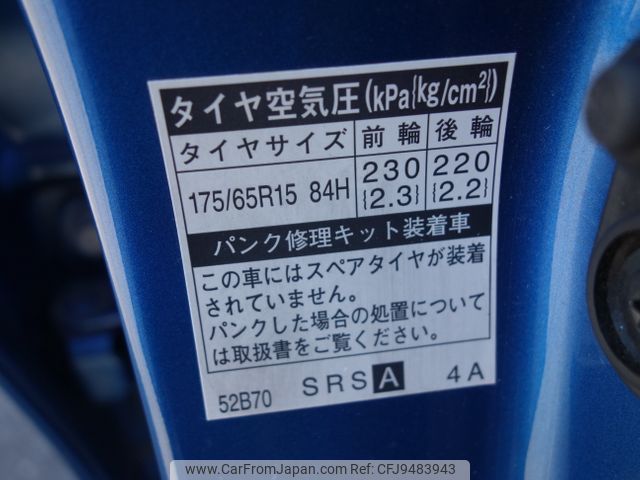 タイヤ空気圧(kPa{kg/cm²})
タイヤサイズ 前輪 後輪
175/65R15 84H 230 {2.3} 220 {2.2}
パンク修理キット装着車
この車にはスペアタイヤが装着
されていません。
パンクした場合の処置について
は取扱書をご覧ください。
52B70 SRS A 4A
www.CarFromJapan.com | Photo ID: CFJ9483943